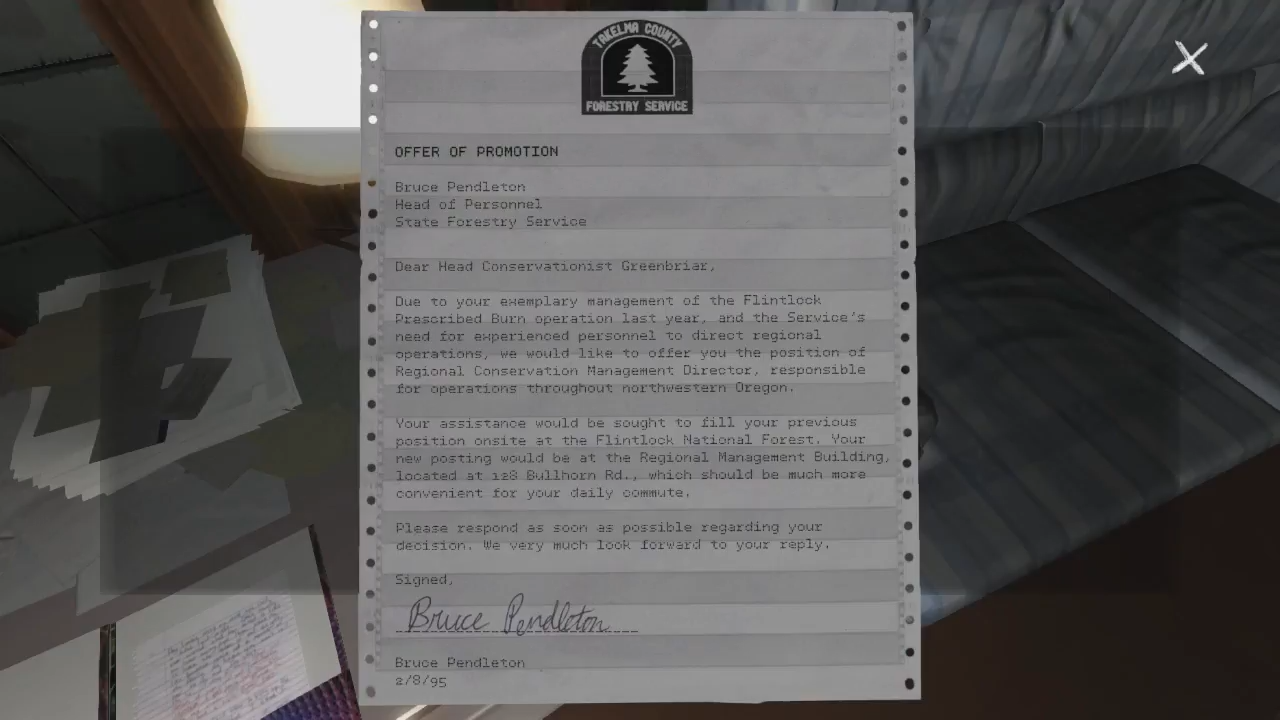 TAKELMA COUNTY
FORESTRY SERVICE
OFFER OF PROMOTION
Bruce Pendleton
Head of Personnel
State Forestry Service
Dear Head Conservationist Greenbriar,
Due to your exemplary management of the Flintlock
Prescribed Burn operation last year, and the Service's
need for experienced personnel to direct regional
operations, we would like to offer you the position of
Regional Conservation Management Director, responsible
for operations throughout northwestern Oregon.
Your assistance would be sought to fill your previous
position onsite at the Flintlock National Forest. Your
new posting would be at the Regional Management Building,
located at 128 Bullhorn Rd., which should be much more
convenient for your daily commute.
Please respond as soon as possible regarding your
decision. We very much look forward to your reply.
Signed,
Bruce Pendleton
Bruce Pendleton
2/8/95